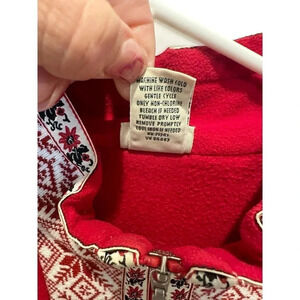 MACHINE WASH COLD
WITH LIKE COLORS
GENTLE CYCLE
ONLY NON-CHLORINE
BLEACH IF NEEDED
TUMBLE DRY LOW
REMOVE PROMPTLY
COOL IRON IF NEEDED